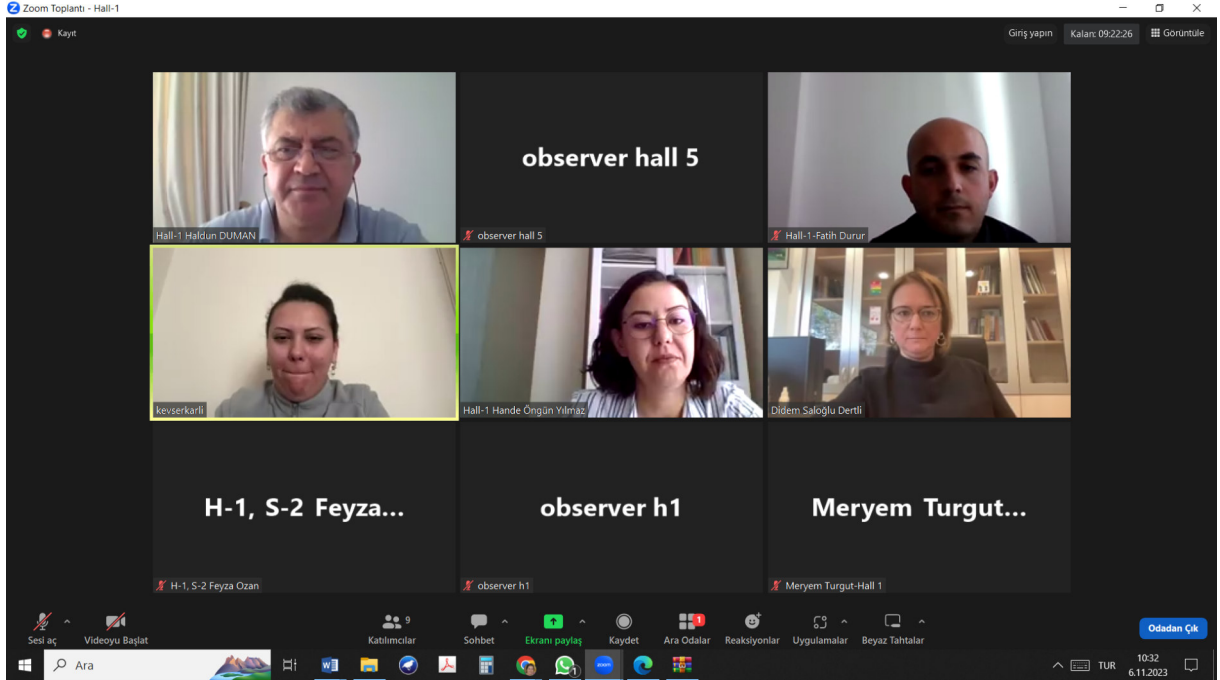 Zoom Toplantı - Hall-1
Kayıt
Giriş yapın
Kalan: 09:22:26
Görüntüle
Hall-1 Haldun DUMAN
observer hall 5
observer hall 5
Hall-1-Fatih Durur
kevserkarli
Hall-1 Hande Öngün Yılmaz
Didem Saloğlu Dertli
H-1, S-2 Feyza...
observer h1
Meryem Turgut...
H-1, S-2 Feyza Ozan
observer h1
Meryem Turgut-Hall 1
9
1
Sesi aç
Videoyu Başlat
Katılımcılar
Sohbet
Ekranı paylaş
Kaydet
Ara Odalar
Reaksiyonlar
Uygulamalar
Beyaz Tahtalar
Odadan Çık
Ara
zoom
TUR
10:32
6.11.2023